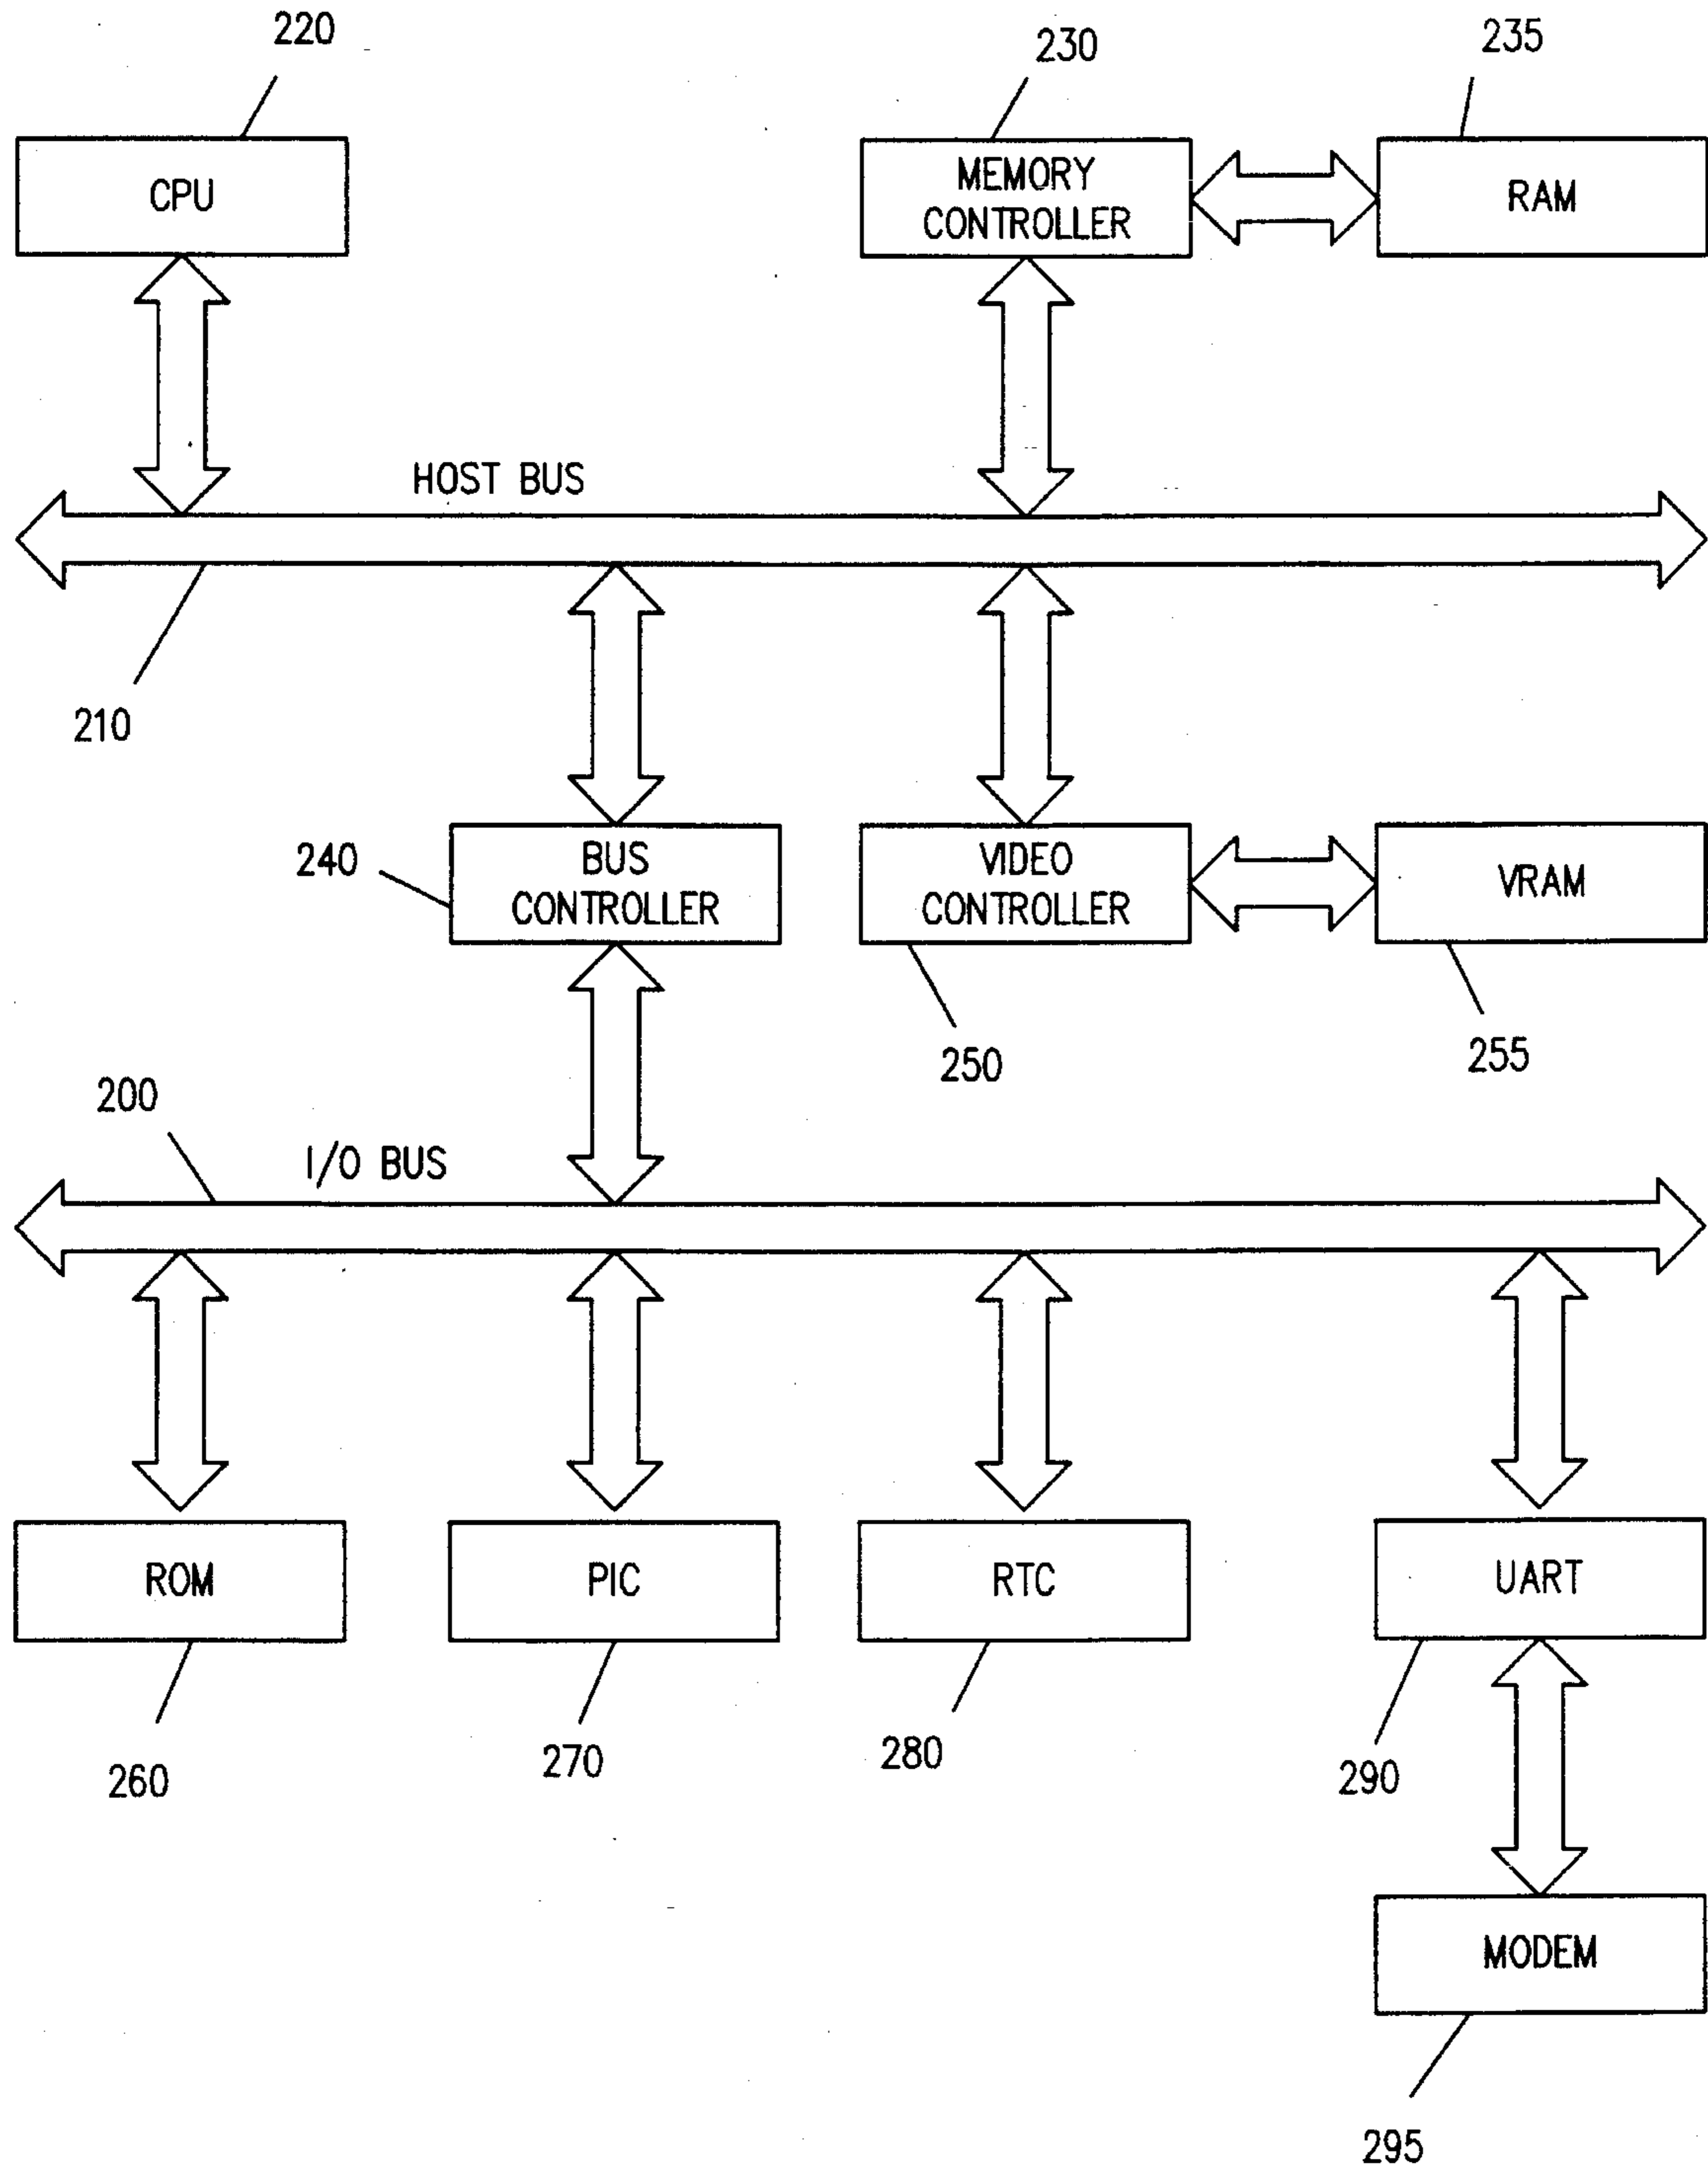 220
230
235
CPU
MEMORY
CONTROLLER
RAM
HOST BUS
210
240
BUS
CONTROLLER
VIDEO
CONTROLLER
VRAM
250
255
200
I/O BUS
ROM
PIC
RTC
UART
260
270
280
290
MODEM
295